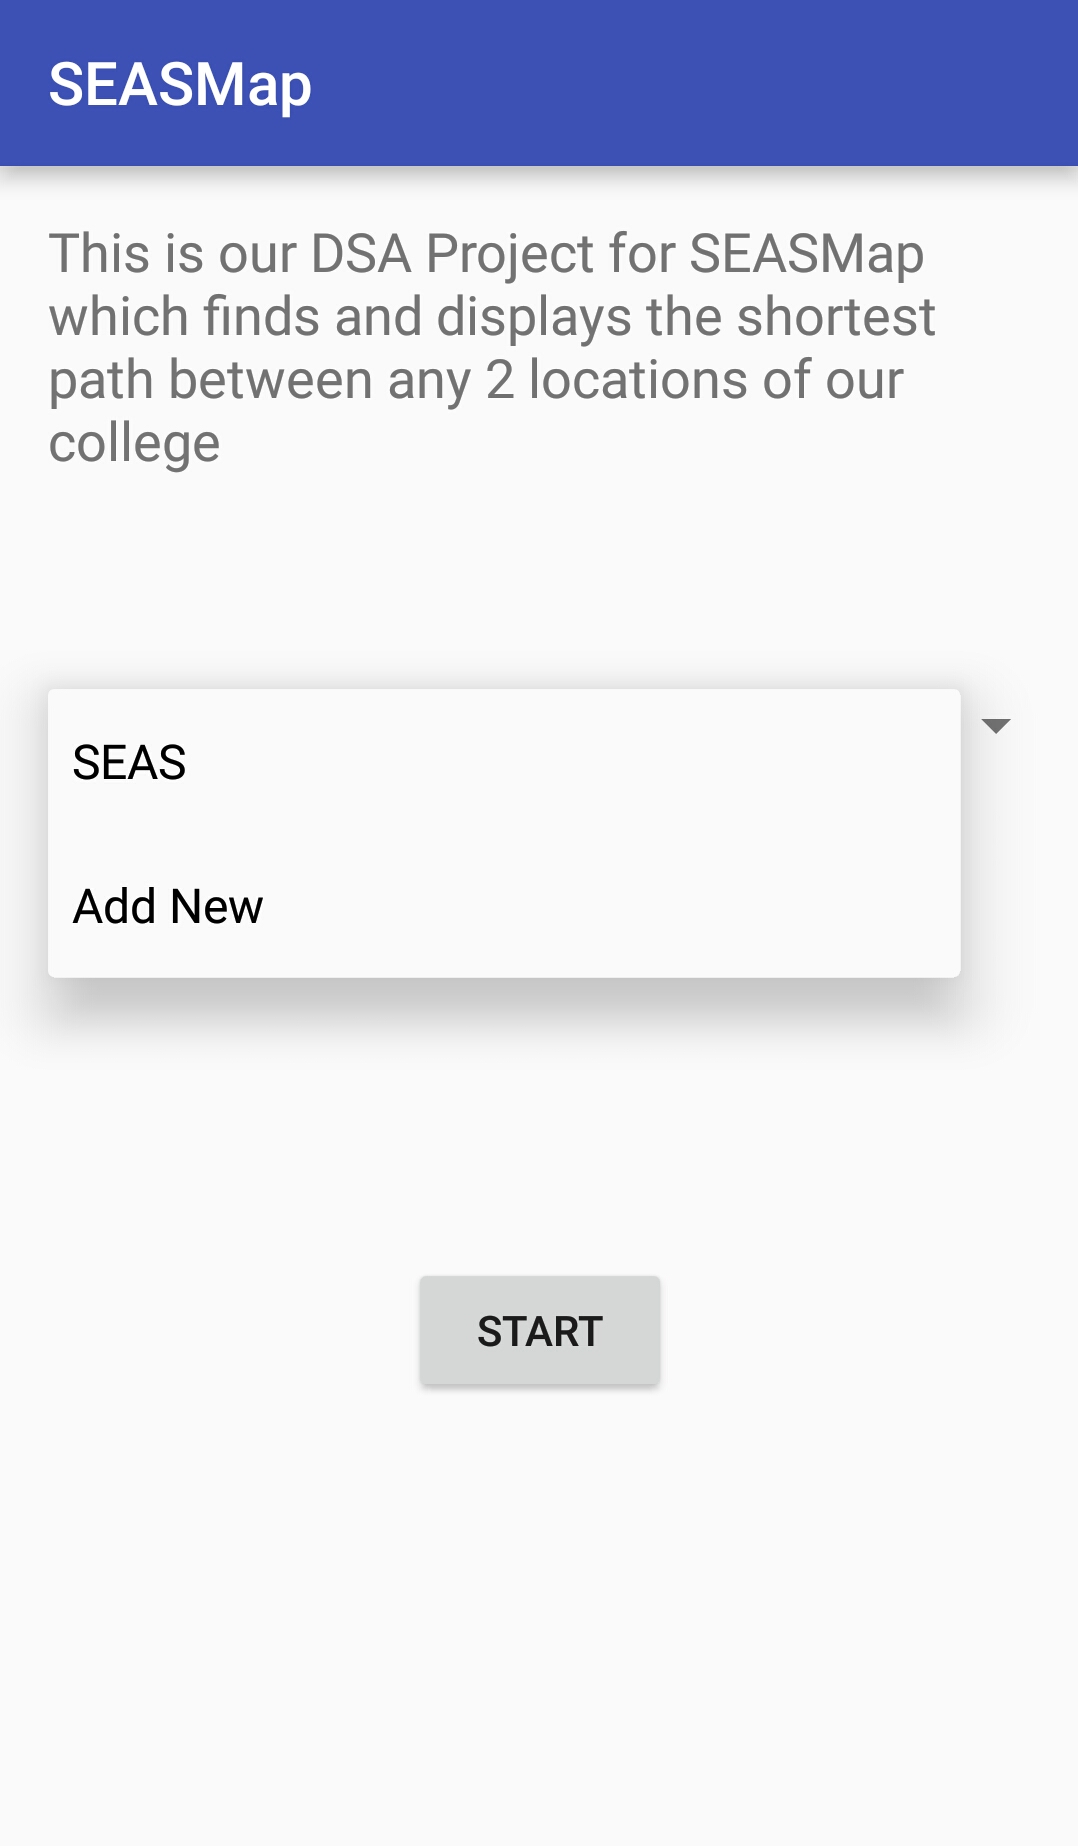 SEASMap
This is our DSA Project for SEASMap
which finds and displays the shortest
path between any 2 locations of our
college
SEAS
Add New
START